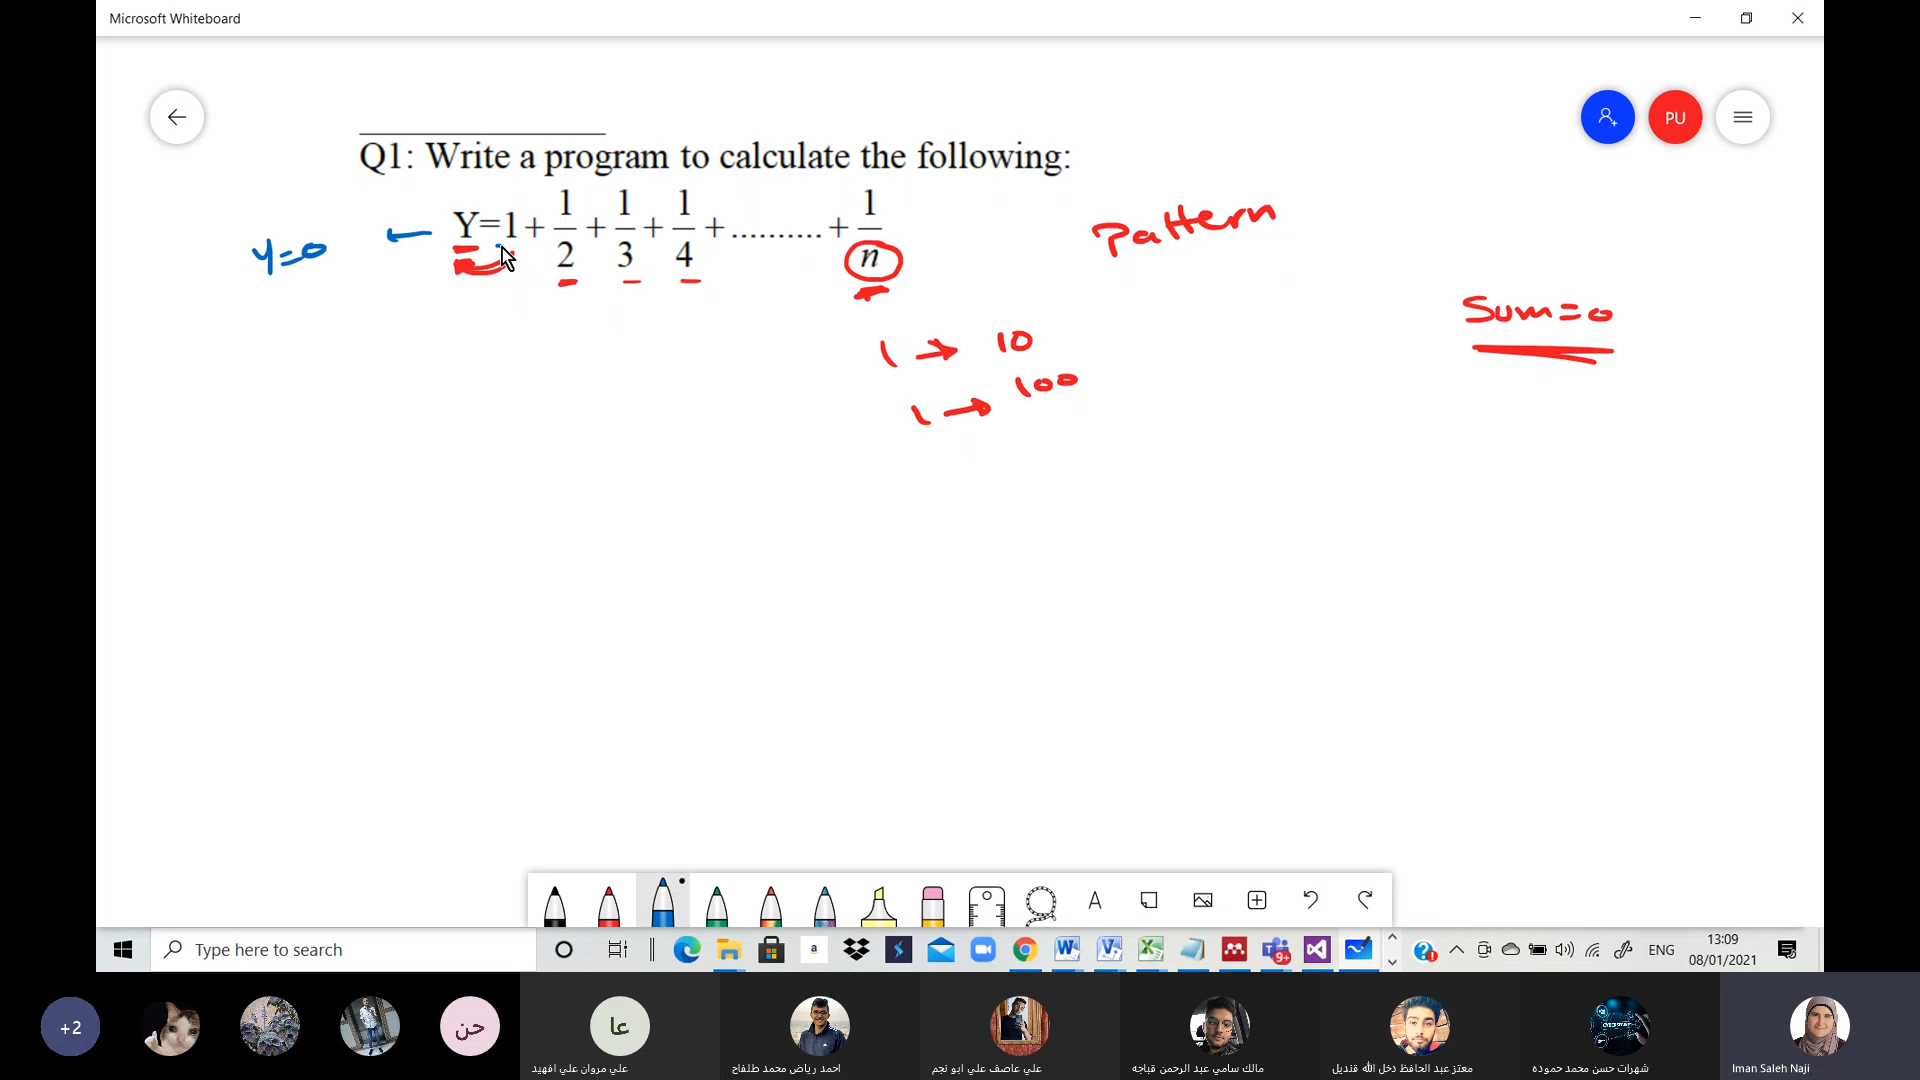 Microsoft Whiteboard
PU
Q1: Write a program to calculate the following:
Y=1+ 1/2 + 1/3 + 1/4 +..........+ 1/n
Y=0
Pattern
Sum=0
1 → 10
1 → 100
A
Type here to search
a
9+
ENG
13:09
08/01/2021
+2
حن
عا
علي مروان علي افهيد
احمد رياض محمد طلفاح
علي عاصف علي ابو نجم
مالك سامي عبد الرحمن قباجه
معتز عبد الحافظ دخل الله قنديل
شهرات حسن محمد حموده
Iman Saleh Naji